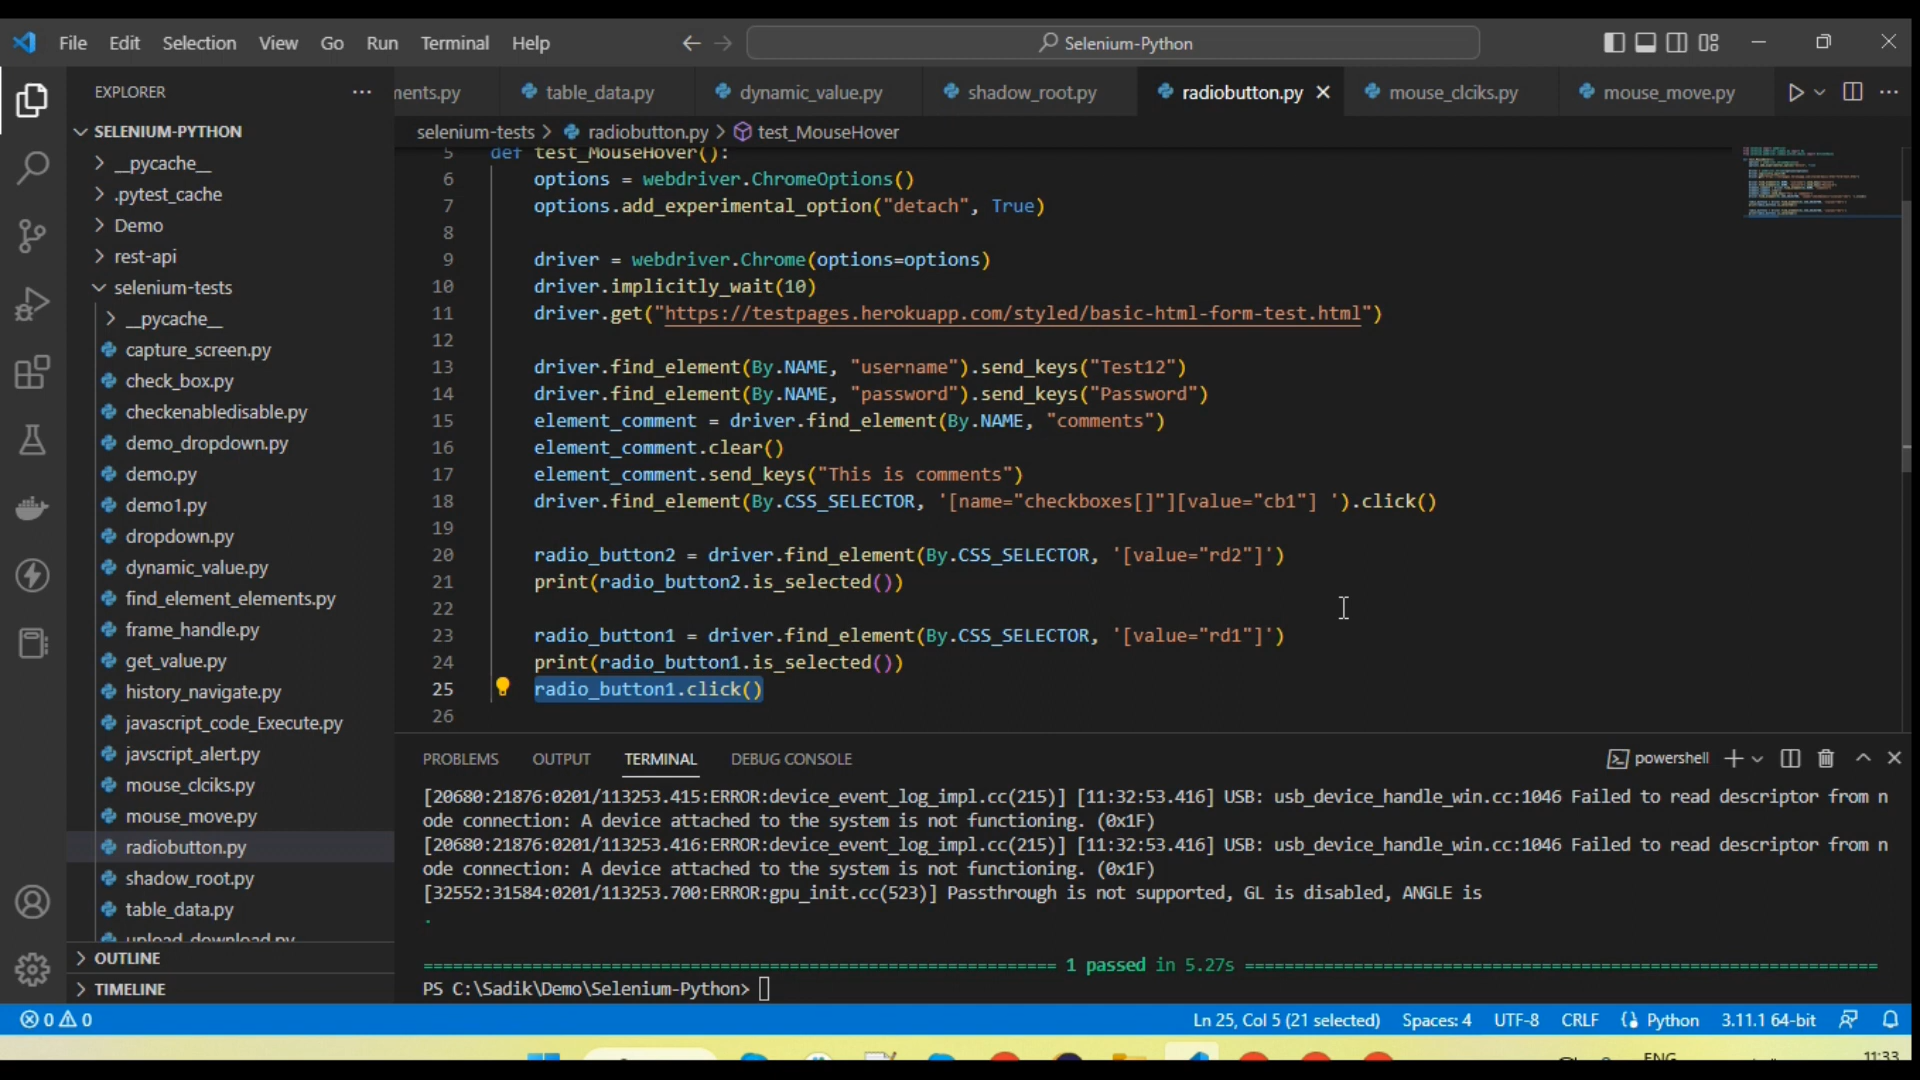 File Edit Selection View Go Run Terminal Help
Selenium-Python
EXPLORER
ments.py table_data.py dynamic_value.py shadow_root.py radiobutton.py mouse_clciks.py mouse_move.py
selenium-tests > radiobutton.py > test_MouseHover
SELENIUM-PYTHON
__pycache__
.pytest_cache
Demo
rest-api
selenium-tests
__pycache__
capture_screen.py
check_box.py
checkenabledisable.py
demo_dropdown.py
demo.py
demo1.py
dropdown.py
dynamic_value.py
find_element_elements.py
frame_handle.py
get_value.py
history_navigate.py
javascript_code_Execute.py
javscript_alert.py
mouse_clciks.py
mouse_move.py
radiobutton.py
shadow_root.py
table_data.py
upload_download.py
OUTLINE
TIMELINE
5 def test_MouseHover():
6 options = webdriver.ChromeOptions()
7 options.add_experimental_option("detach", True)
8
9 driver = webdriver.Chrome(options=options)
10 driver.implicitly_wait(10)
11 driver.get("https://testpages.herokuapp.com/styled/basic-html-form-test.html")
12
13 driver.find_element(By.NAME, "username").send_keys("Test12")
14 driver.find_element(By.NAME, "password").send_keys("Password")
15 element_comment = driver.find_element(By.NAME, "comments")
16 element_comment.clear()
17 element_comment.send_keys("This is comments")
18 driver.find_element(By.CSS_SELECTOR, '[name="checkboxes[]"][value="cb1"] ').click()
19
20 radio_button2 = driver.find_element(By.CSS_SELECTOR, '[value="rd2"]')
21 print(radio_button2.is_selected())
22
23 radio_button1 = driver.find_element(By.CSS_SELECTOR, '[value="rd1"]')
24 print(radio_button1.is_selected())
25 radio_button1.click()
26
PROBLEMS OUTPUT TERMINAL DEBUG CONSOLE
powershell
[20680:21876:0201/113253.415:ERROR:device_event_log_impl.cc(215)] [11:32:53.416] USB: usb_device_handle_win.cc:1046 Failed to read descriptor from n
ode connection: A device attached to the system is not functioning. (0x1F)
[20680:21876:0201/113253.416:ERROR:device_event_log_impl.cc(215)] [11:32:53.416] USB: usb_device_handle_win.cc:1046 Failed to read descriptor from n
ode connection: A device attached to the system is not functioning. (0x1F)
[32552:31584:0201/113253.700:ERROR:gpu_init.cc(523)] Passthrough is not supported, GL is disabled, ANGLE is
.
1 passed in 5.27s
PS C:\Sadik\Demo\Selenium-Python>
0 0
Ln 25, Col 5 (21 selected) Spaces: 4 UTF-8 CRLF Python 3.11.1 64-bit
ENG
11:33